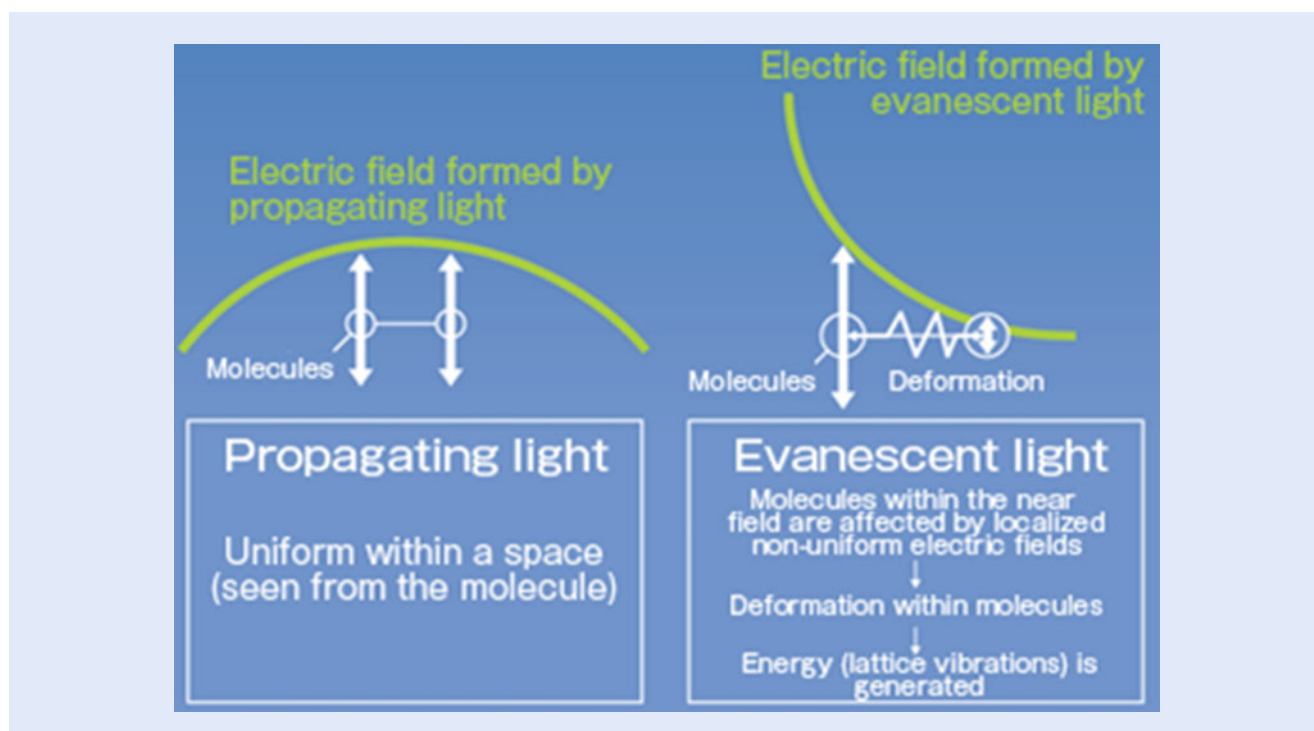 Electric field formed by
propagating light
Molecules
Propagating light
Uniform within a space
(seen from the molecule)
Electric field formed by
evanescent light
Molecules
Deformation
Evanescent light
Molecules within the near
field are affected by localized
non-uniform electric fields
Deformation within molecules
Energy (lattice vibrations) is
generated